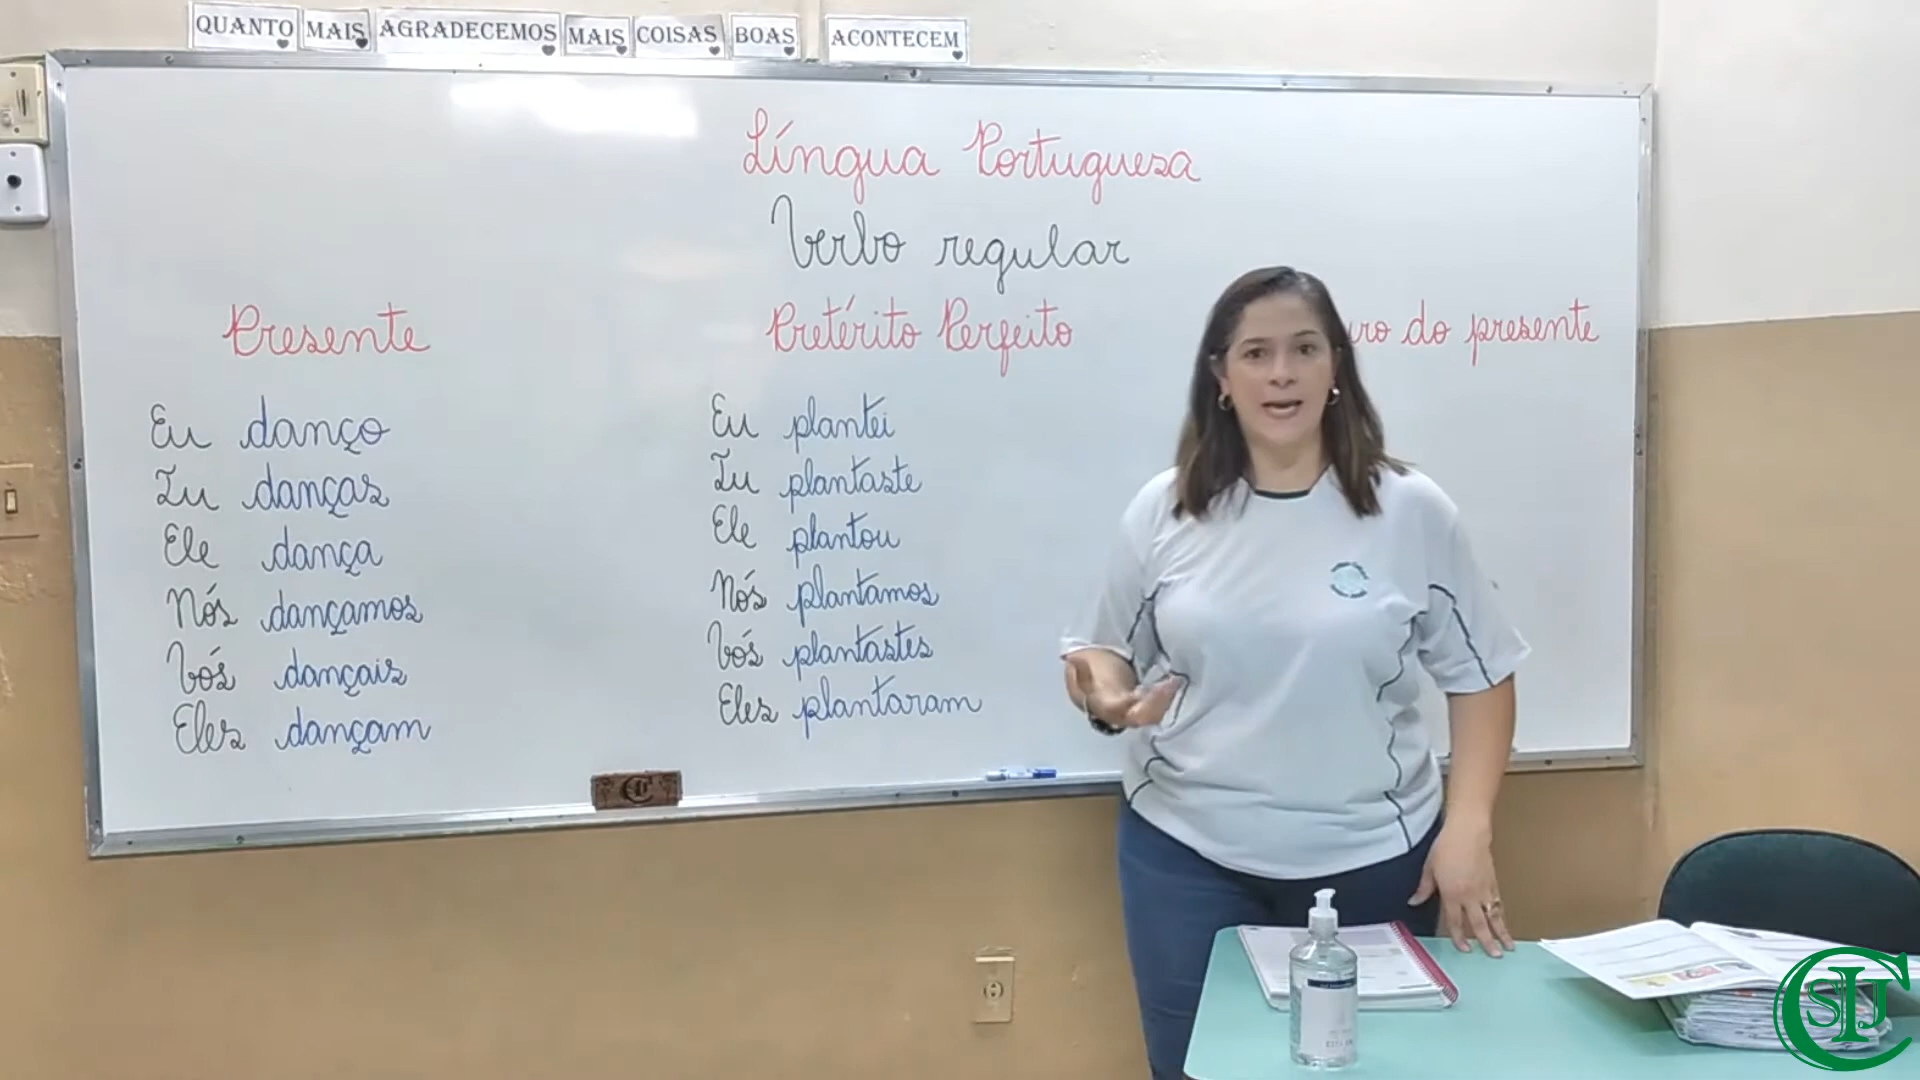 QUANTO MAIS AGRADECEMOS MAIS COISAS BOAS ACONTECEM
Língua Portuguesa
Verbo regular
Presente
Eu danço
Tu danças
Ele dança
Nós dançamos
Vós dançais
Eles dançam
Pretérito Perfeito
Eu plantei
Tu plantaste
Ele plantou
Nós plantamos
Vós plantastes
Eles plantaram
uro do presente
CSIJ